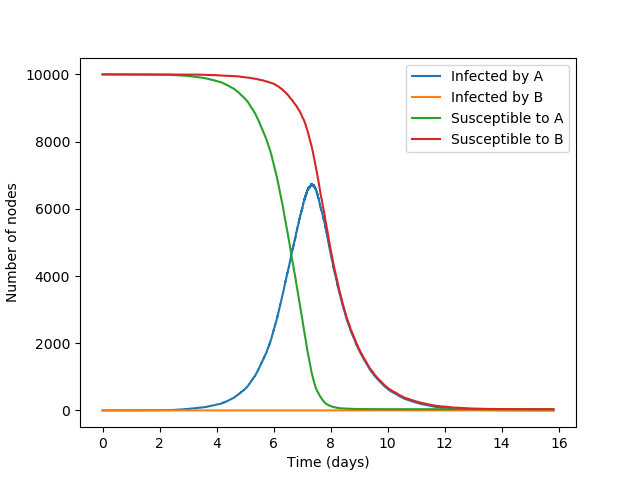 Infected by A
Infected by B
Susceptible to A
Susceptible to B
10000
8000
6000
4000
2000
0
Number of nodes
0 2 4 6 8 10 12 14 16
Time (days)